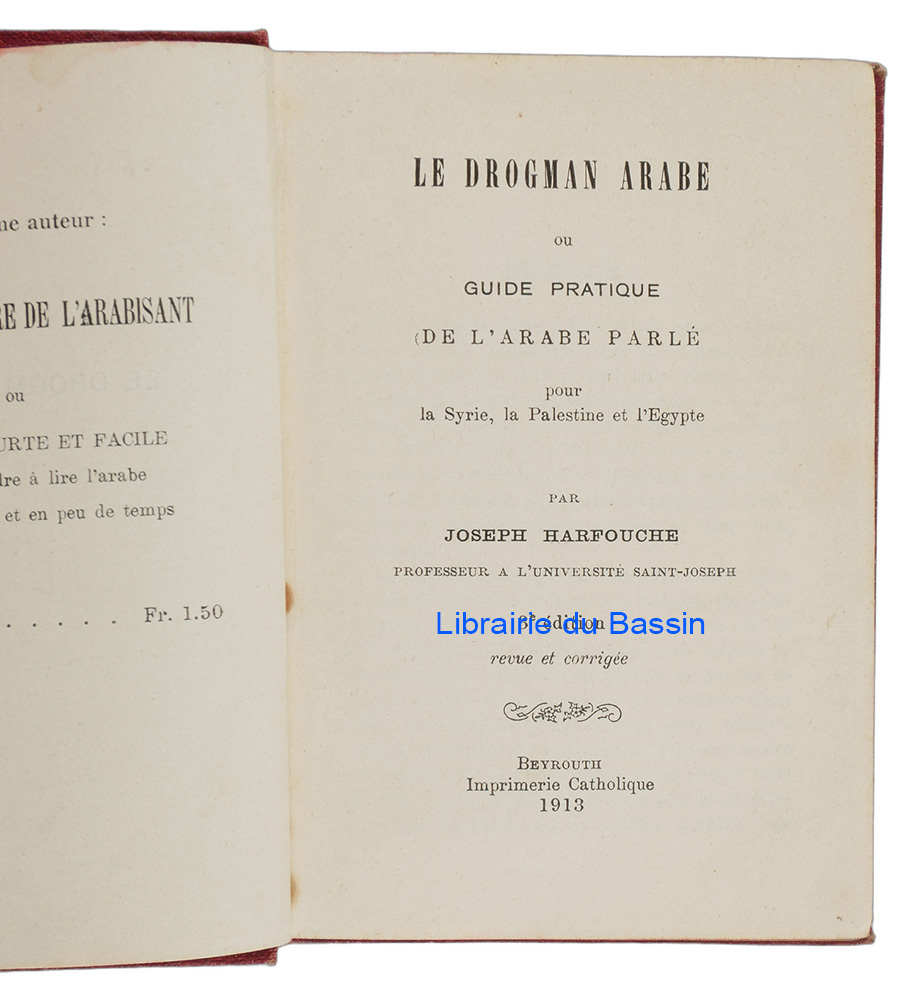 ne auteur :
RE DE L'ARABISANT
ou
URTE ET FACILE
dre à lire l'arabe
et en peu de temps
. . . . . Fr. 1.50
LE DROGMAN ARABE
ou
GUIDE PRATIQUE
(DE L'ARABE PARLÉ
pour
la Syrie, la Palestine et l'Egypte
PAR
JOSEPH HARFOUCHE
PROFESSEUR A L'UNIVERSITÉ SAINT-JOSEPH
édition
Librairie du Bassin
revue et corrigée
BEYROUTH
Imprimerie Catholique
1913